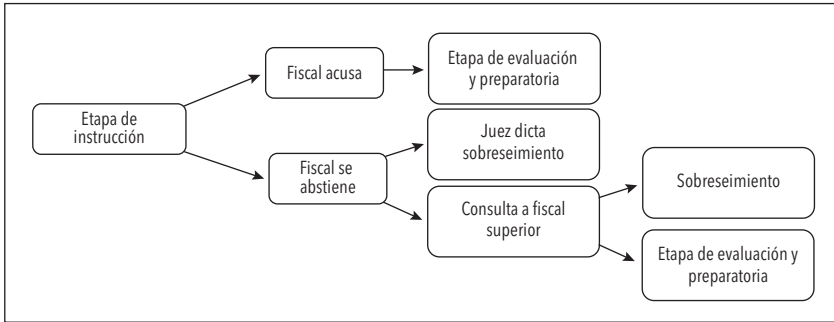 Etapa de
instrucción
Fiscal acusa
Etapa de evaluación
y preparatoria
Fiscal se
abstiene
Juez dicta
sobreseimiento
Consulta a fiscal
superior
Sobreseimiento
Etapa de evaluación y
preparatoria